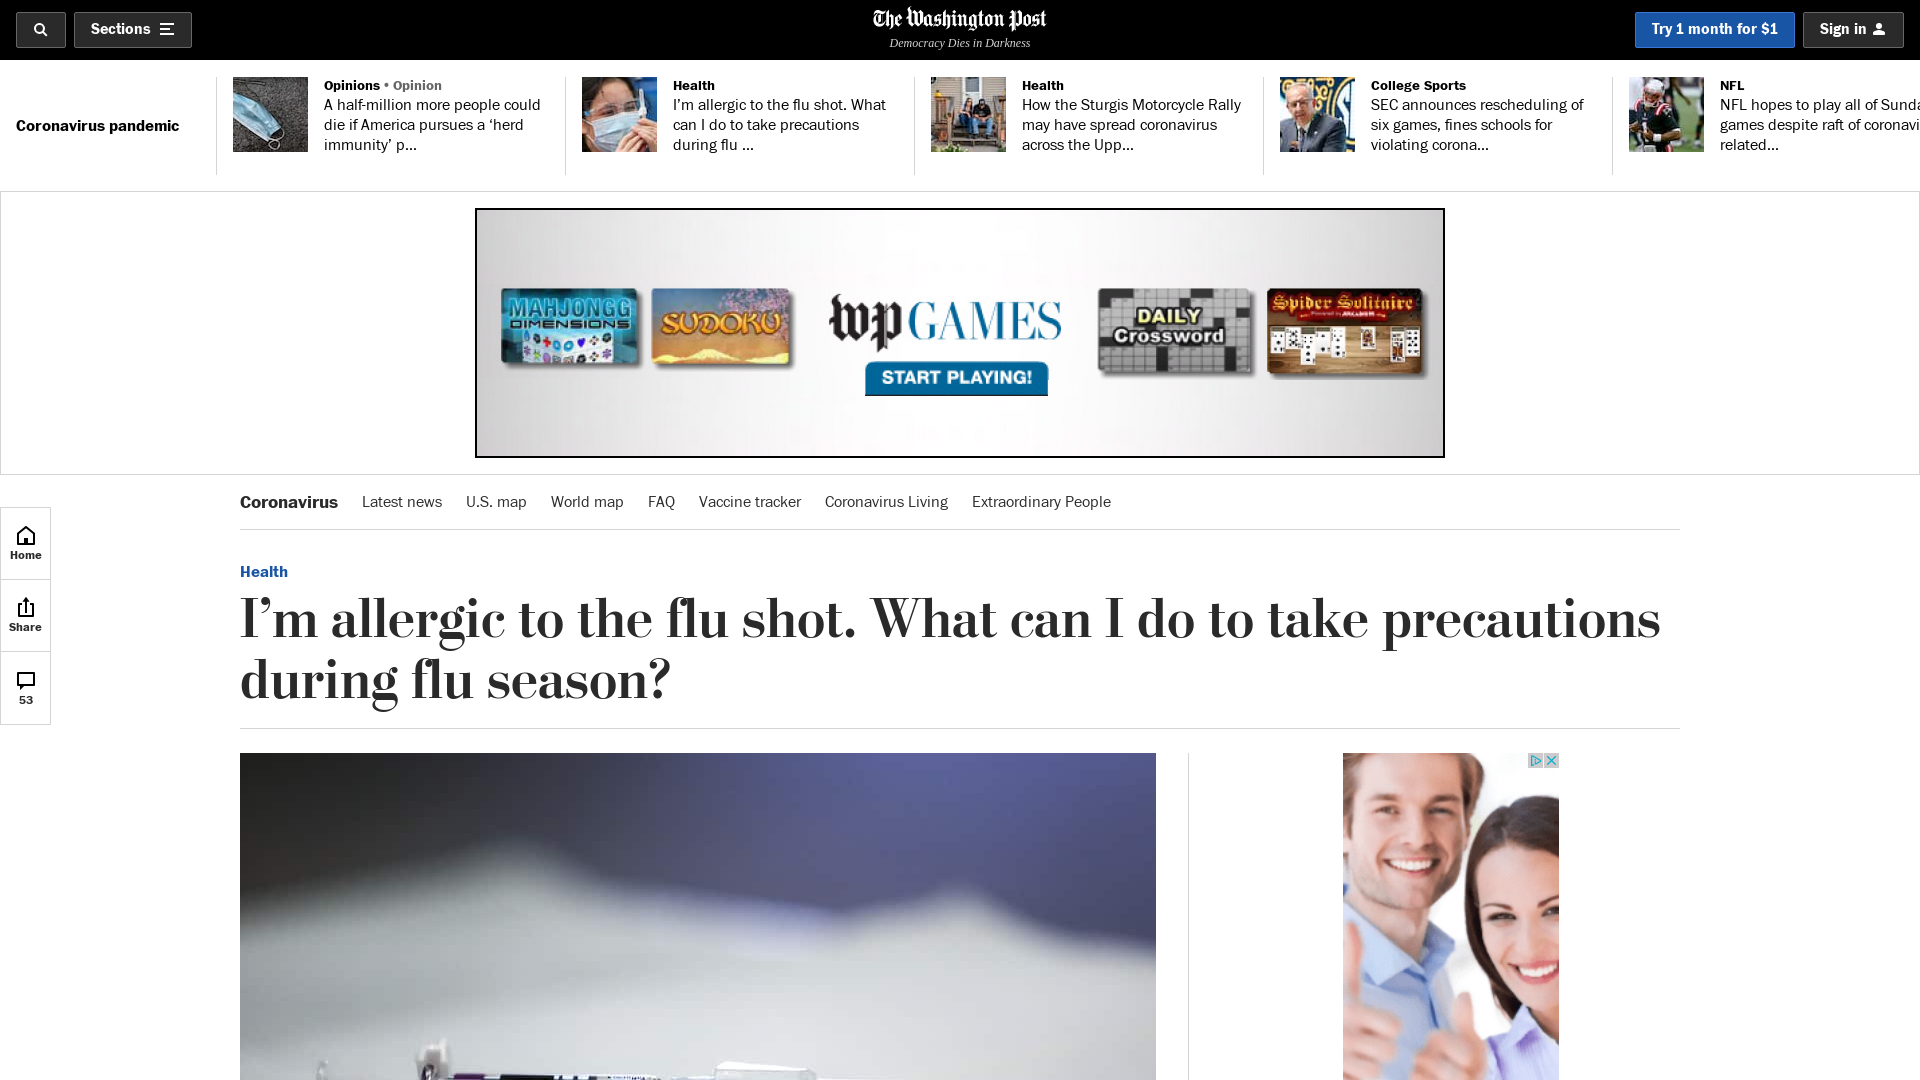 Sections
The Washington Post
Democracy Dies in Darkness
Try 1 month for $1
Sign in
Coronavirus pandemic
Opinions • Opinion
A half-million more people could
die if America pursues a ‘herd
immunity’ p...
Health
I’m allergic to the flu shot. What
can I do to take precautions
during flu ...
Health
How the Sturgis Motorcycle Rally
may have spread coronavirus
across the Upp...
College Sports
SEC announces rescheduling of
six games, fines schools for
violating corona...
NFL
NFL hopes to play all of Sunda
games despite raft of coronavi
related...
MAHJONGG
DIMENSIONS
SUDOKU
wp GAMES
START PLAYING!
DAILY
Crossword
Spider Solitaire
Powered by ARKADIUM
Coronavirus
Latest news
U.S. map
World map
FAQ
Vaccine tracker
Coronavirus Living
Extraordinary People
Home
Share
53
Health
I’m allergic to the flu shot. What can I do to take precautions
during flu season?